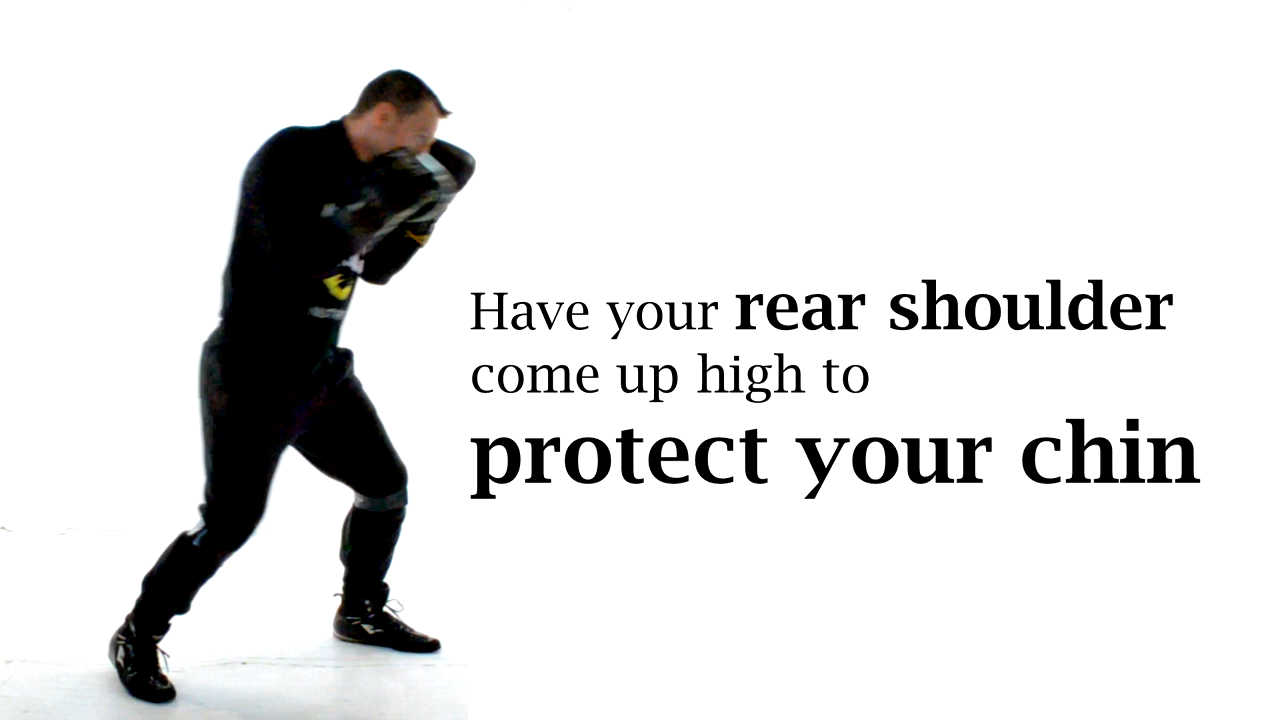 Have your rear shoulder
come up high to
protect your chin